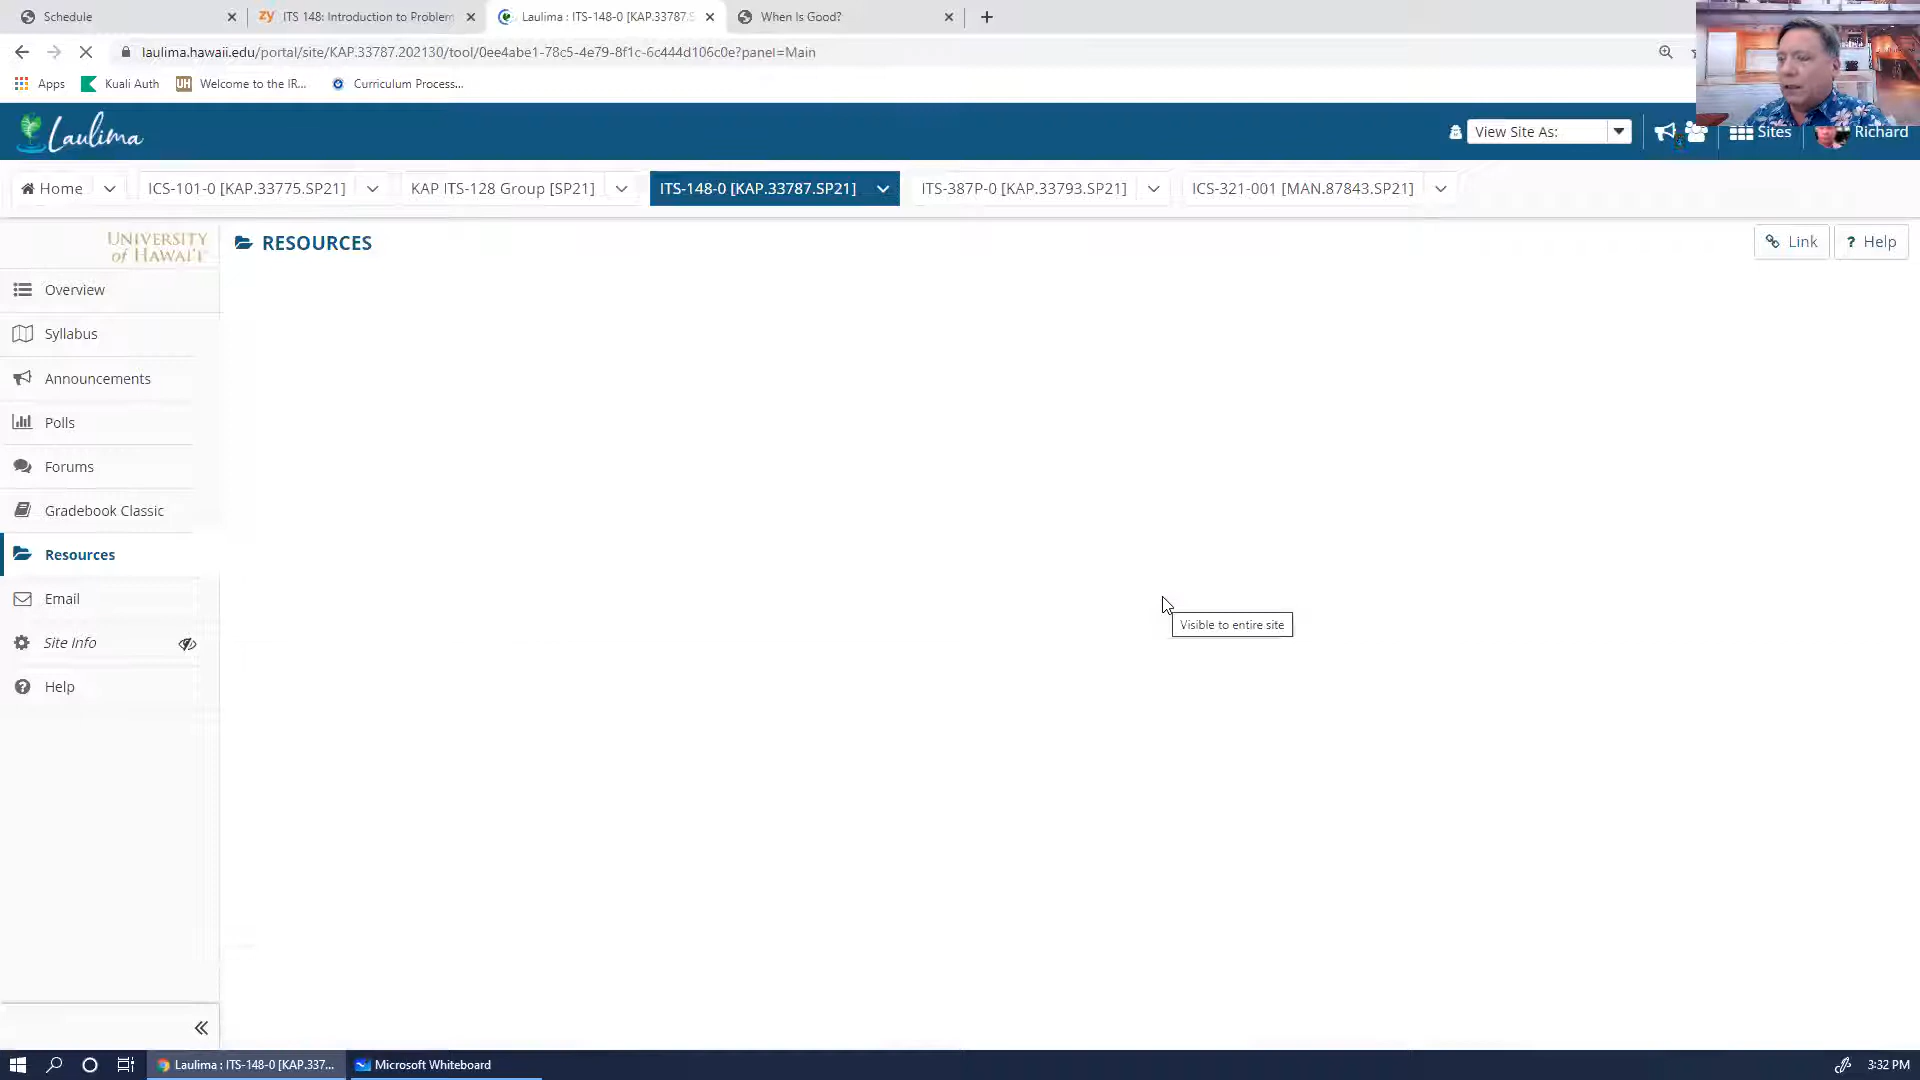 Schedule
zy ITS 148: Introduction to Problem
Laulima : ITS-148-0 [KAP.33787.S
When Is Good?
laulima.hawaii.edu/portal/site/KAP.33787.202130/tool/0ee4abe1-78c5-4e79-8f1c-6c444d106c0e?panel=Main
Apps
Kuali Auth
UH Welcome to the IR...
Curriculum Process...
Laulima
View Site As:
Sites
Richard
Home
ICS-101-0 [KAP.33775.SP21]
KAP ITS-128 Group [SP21]
ITS-148-0 [KAP.33787.SP21]
ITS-387P-0 [KAP.33793.SP21]
ICS-321-001 [MAN.87843.SP21]
UNIVERSITY
of HAWAI'I
RESOURCES
Link
? Help
Overview
Syllabus
Announcements
Polls
Forums
Gradebook Classic
Resources
Email
Site Info
Help
Visible to entire site
Laulima : ITS-148-0 [KAP.337...
Microsoft Whiteboard
3:32 PM